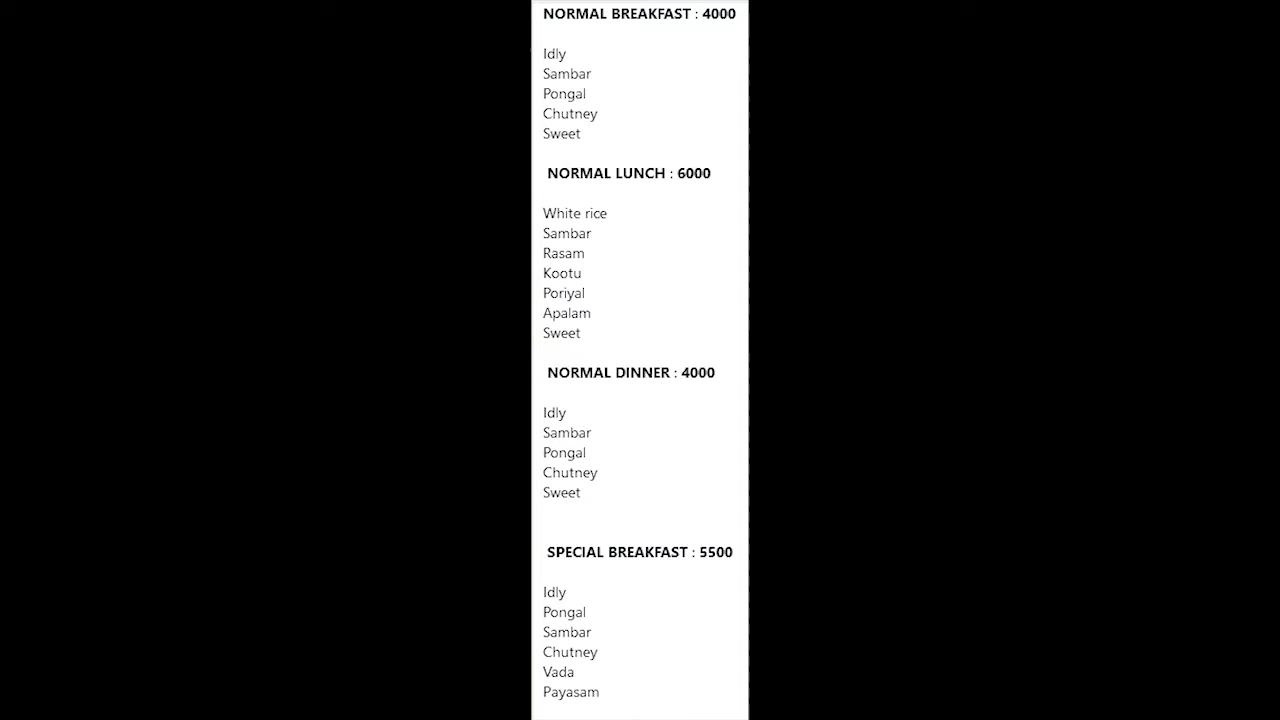 NORMAL BREAKFAST : 4000
Idly
Sambar
Pongal
Chutney
Sweet
NORMAL LUNCH : 6000
White rice
Sambar
Rasam
Kootu
Poriyal
Apalam
Sweet
NORMAL DINNER : 4000
Idly
Sambar
Pongal
Chutney
Sweet
SPECIAL BREAKFAST : 5500
Idly
Pongal
Sambar
Chutney
Vada
Payasam